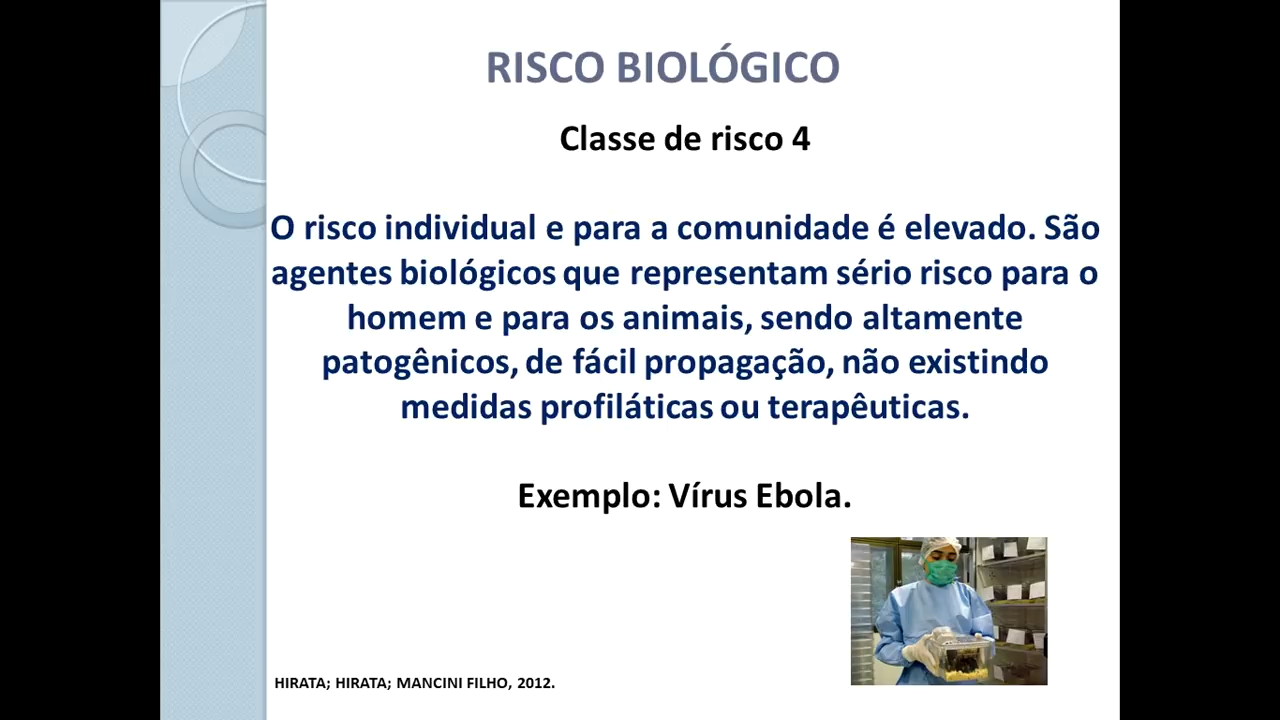 RISCO BIOLÓGICO
Classe de risco 4
O risco individual e para a comunidade é elevado. São
agentes biológicos que representam sério risco para o
homem e para os animais, sendo altamente
patogênicos, de fácil propagação, não existindo
medidas profiláticas ou terapêuticas.
Exemplo: Vírus Ebola.
HIRATA; HIRATA; MANCINI FILHO, 2012.